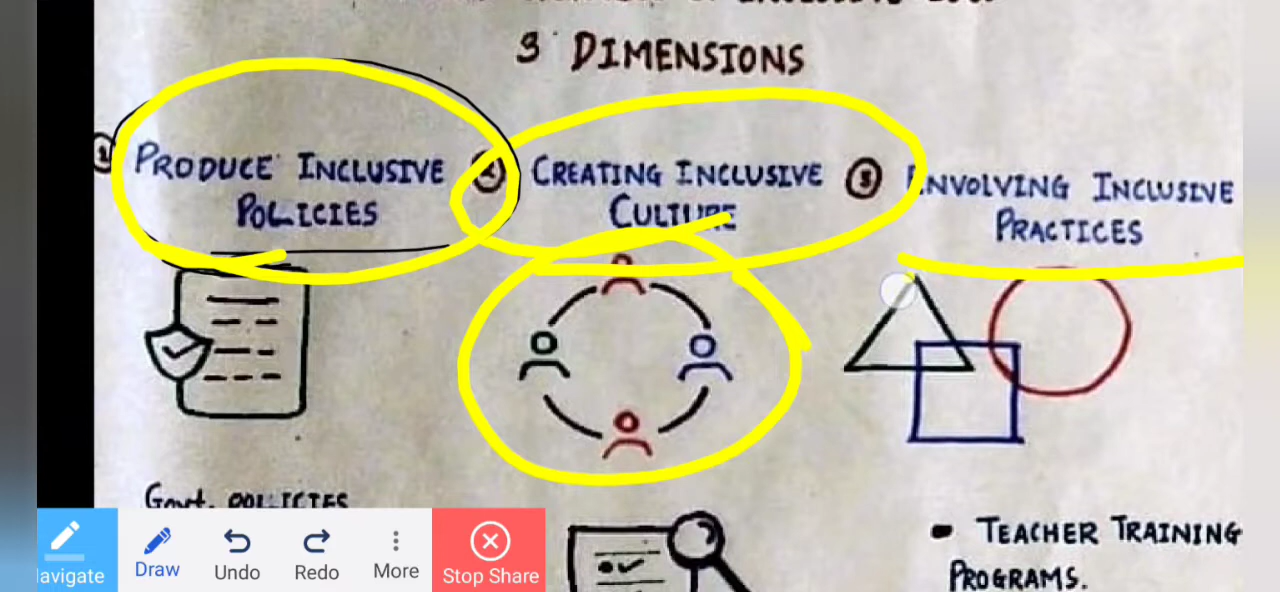 3 DIMENSIONS
① PRODUCE INCLUSIVE
POLICIES
② CREATING INCLUSIVE
CULTURE
③ ENVOLVING INCLUSIVE
PRACTICES
Govt. POLICIES
• TEACHER TRAINING
PROGRAMS.
Navigate
Draw
Undo
Redo
More
Stop Share